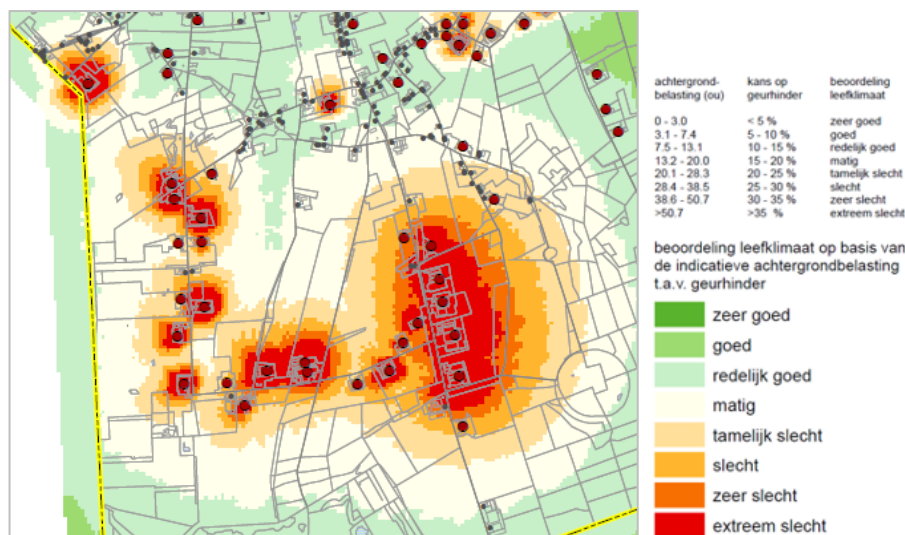 achtergrond- kans op beoordeling
belasting (ou) geurhinder leefklimaat
0 - 3.0 < 5 % zeer goed
3.1 - 7.4 5 - 10 % goed
7.5 - 13.1 10 - 15 % redelijk goed
13.2 - 20.0 15 - 20 % matig
20.1 - 28.3 20 - 25 % tamelijk slecht
28.4 - 38.5 25 - 30 % slecht
38.6 - 50.7 30 - 35 % zeer slecht
>50.7 >35 % extreem slecht
beoordeling leefklimaat op basis van
de indicatieve achtergrondbelasting
t.a.v. geurhinder
zeer goed
goed
redelijk goed
matig
tamelijk slecht
slecht
zeer slecht
extreem slecht